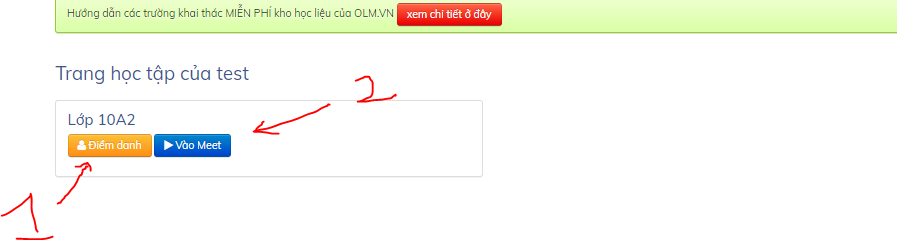 Hướng dẫn các trường khai thác MIỄN PHÍ kho học liệu của OLM.VN xem chi tiết ở đây
Trang học tập của test
2
Lớp 10A2
Điểm danh Vào Meet
1